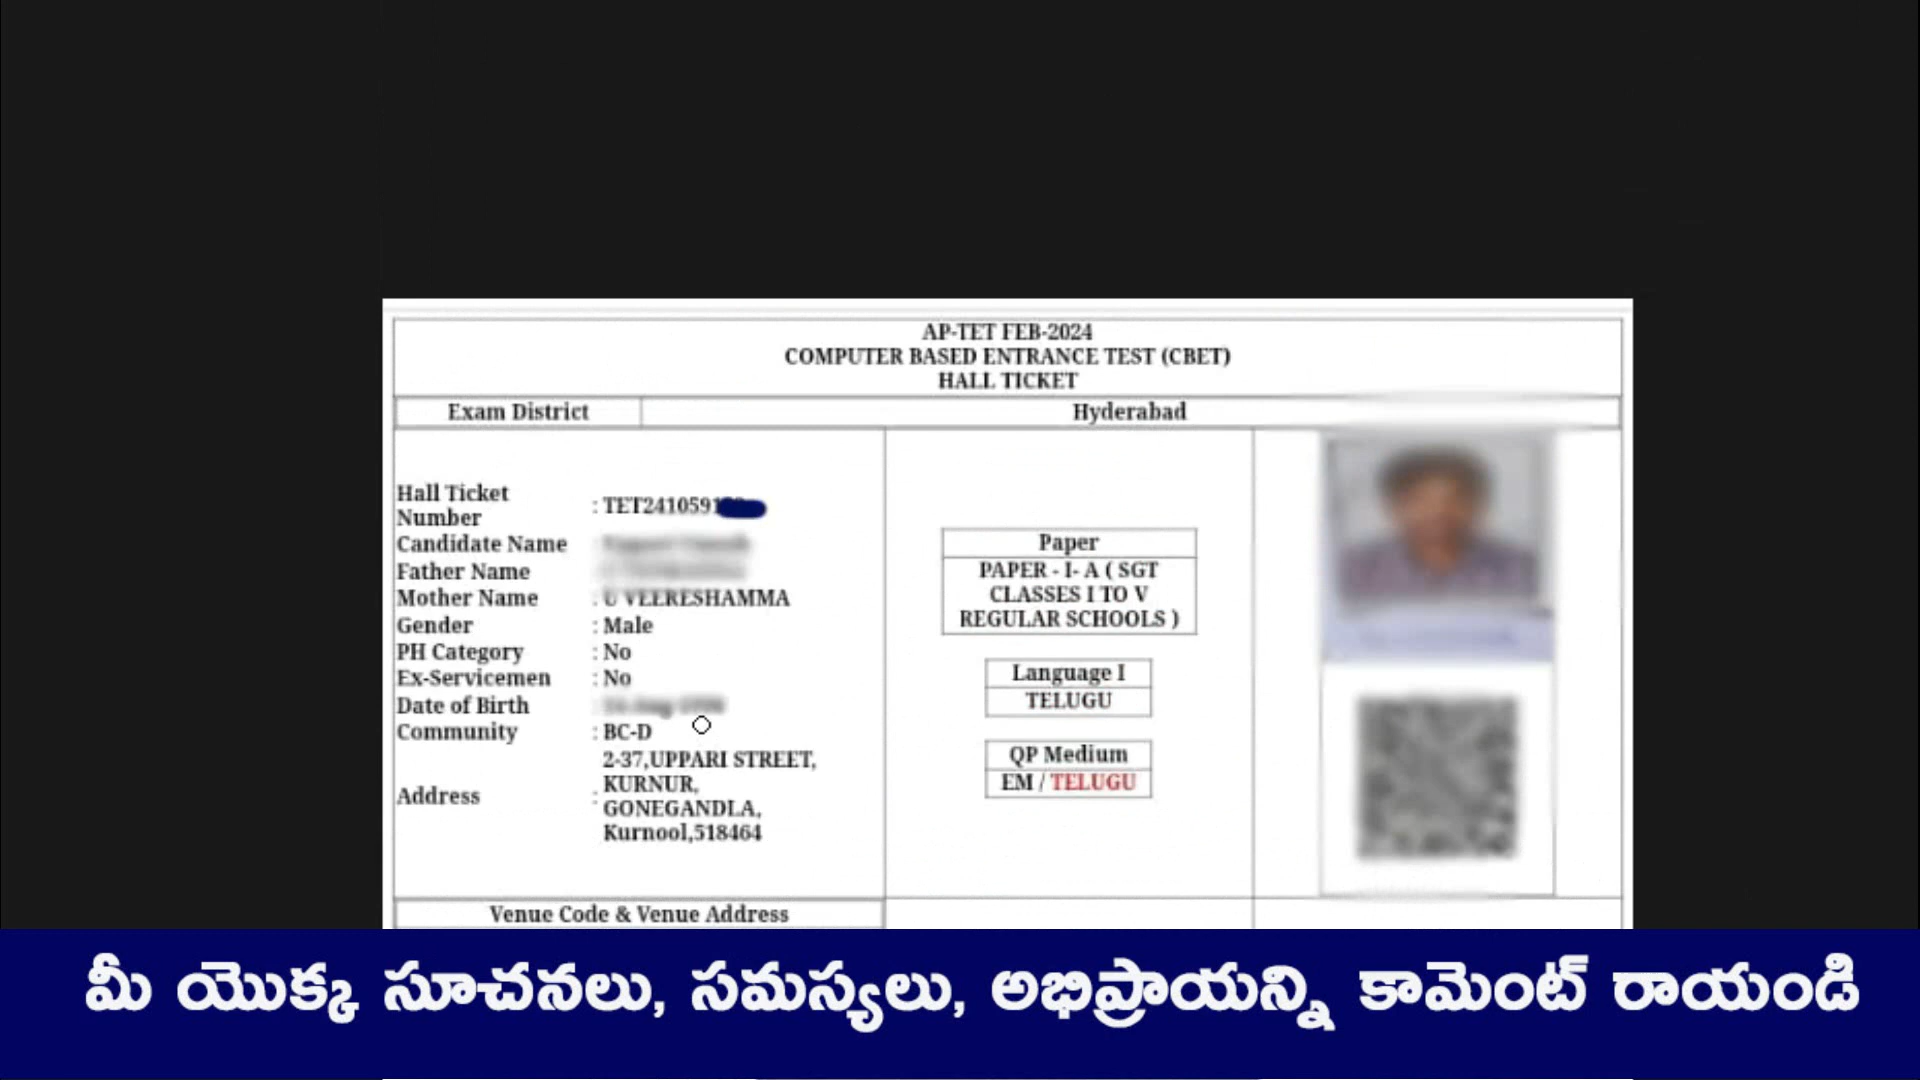 AP-TET FEB-2024
COMPUTER BASED ENTRANCE TEST (CBET)
HALL TICKET
Exam District
Hyderabad
Hall Ticket Number : TET241059
Candidate Name
Father Name
Mother Name : U VEERESHAMMA
Gender : Male
PH Category : No
Ex-Servicemen : No
Date of Birth
Community : BC-D
Address : 2-37,UPPARI STREET,
KURNUR,
GONEGANDLA,
Kurnool,518464
Paper
PAPER - I- A ( SGT
CLASSES I TO V
REGULAR SCHOOLS )
Language I
TELUGU
QP Medium
EM / TELUGU
Venue Code & Venue Address
మీ యొక్క సూచనలు, సమస్యలు, అభిప్రాయన్ని కామెంట్ రాయండి